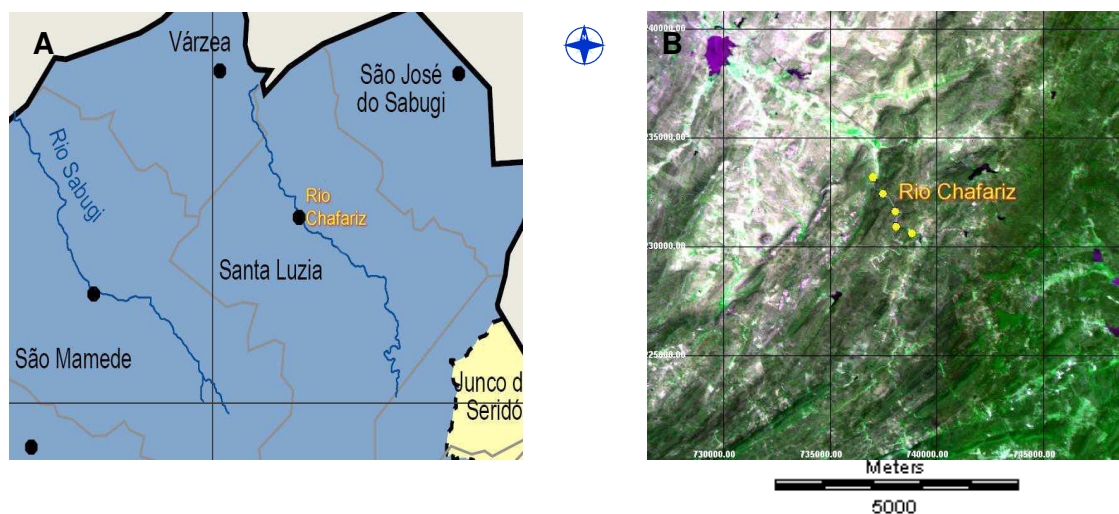 A
Várzea
São José
do Sabugi
Rio Sabugi
Rio
Chafariz
Santa Luzia
São Mamede
Junco d
Seridó
N
B
240000.00
235000.00
Rio Chafariz
230000.00
225000.00
730000.00
735000.00
740000.00
745000.00
Meters
5000